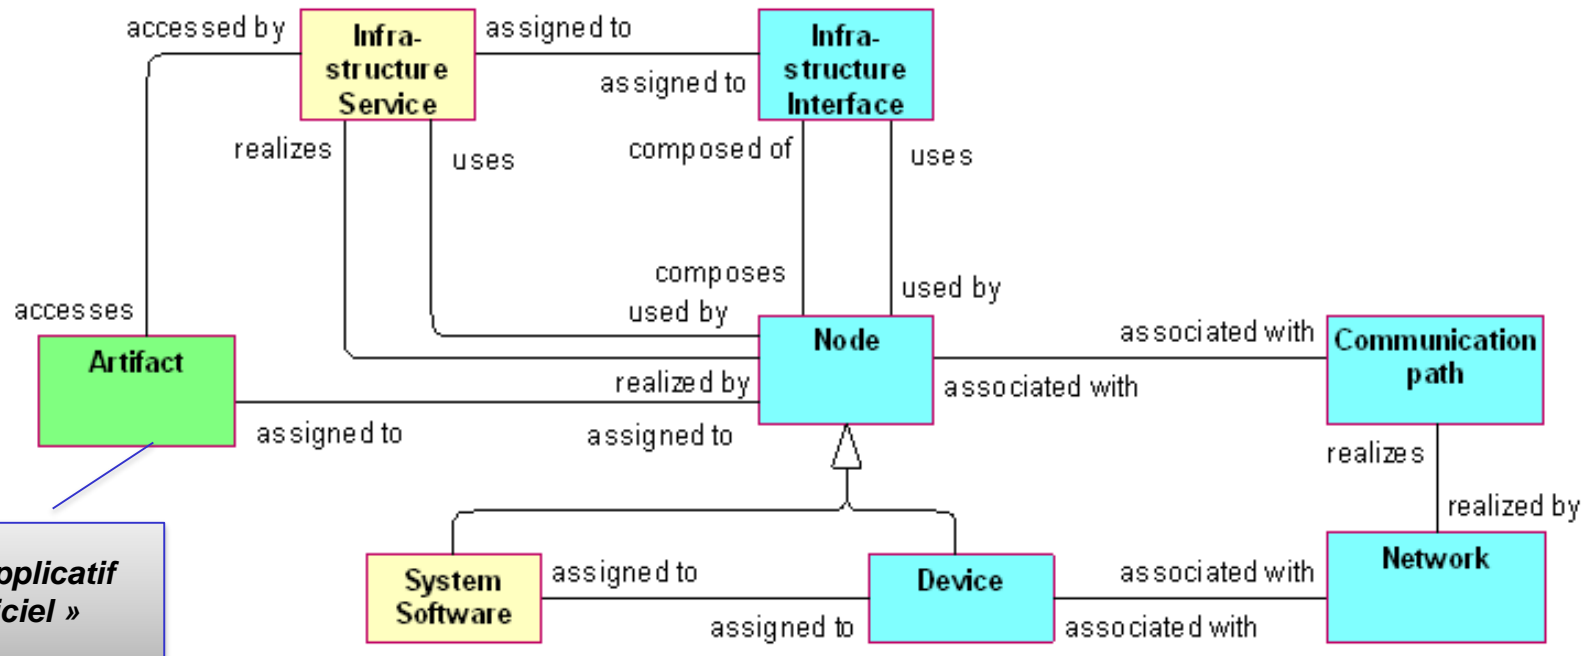 accessed by
Infra-
structure
Service
assigned to
assigned to
Infra-
structure
Interface
realizes
uses
composed of
uses
composes
used by
accesses
used by
Artifact
Node
associated with
Communication
path
realized by
associated with
assigned to
assigned to
realizes
realized by
System
Software
assigned to
assigned to
Device
associated with
associated with
Network
»